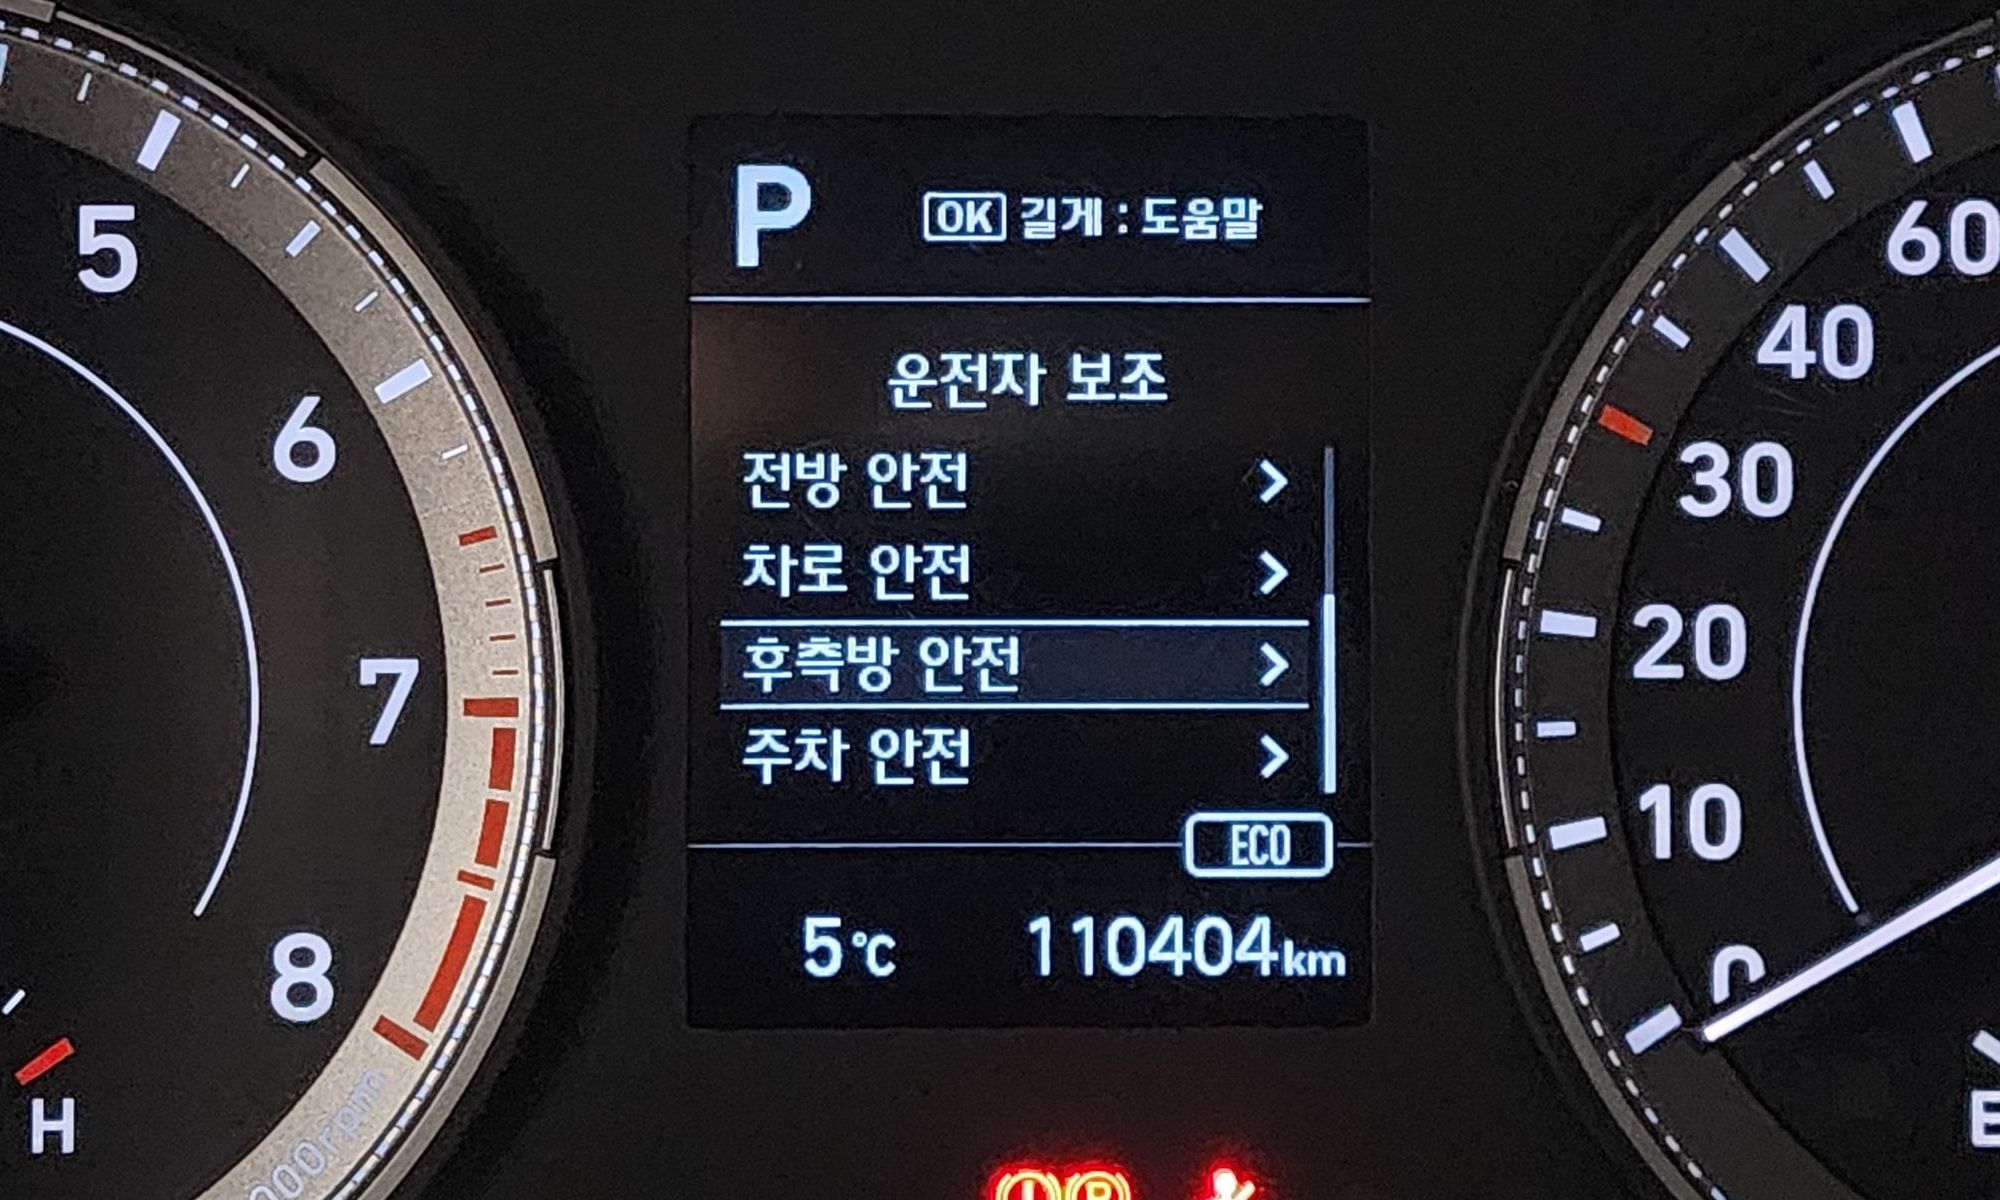 5
6
7
8
H
000rpm
P
OK 길게 : 도움말
운전자 보조
전방 안전
차로 안전
후측방 안전
주차 안전
ECO
5℃ 110404km
60
40
30
20
10
0
E
P